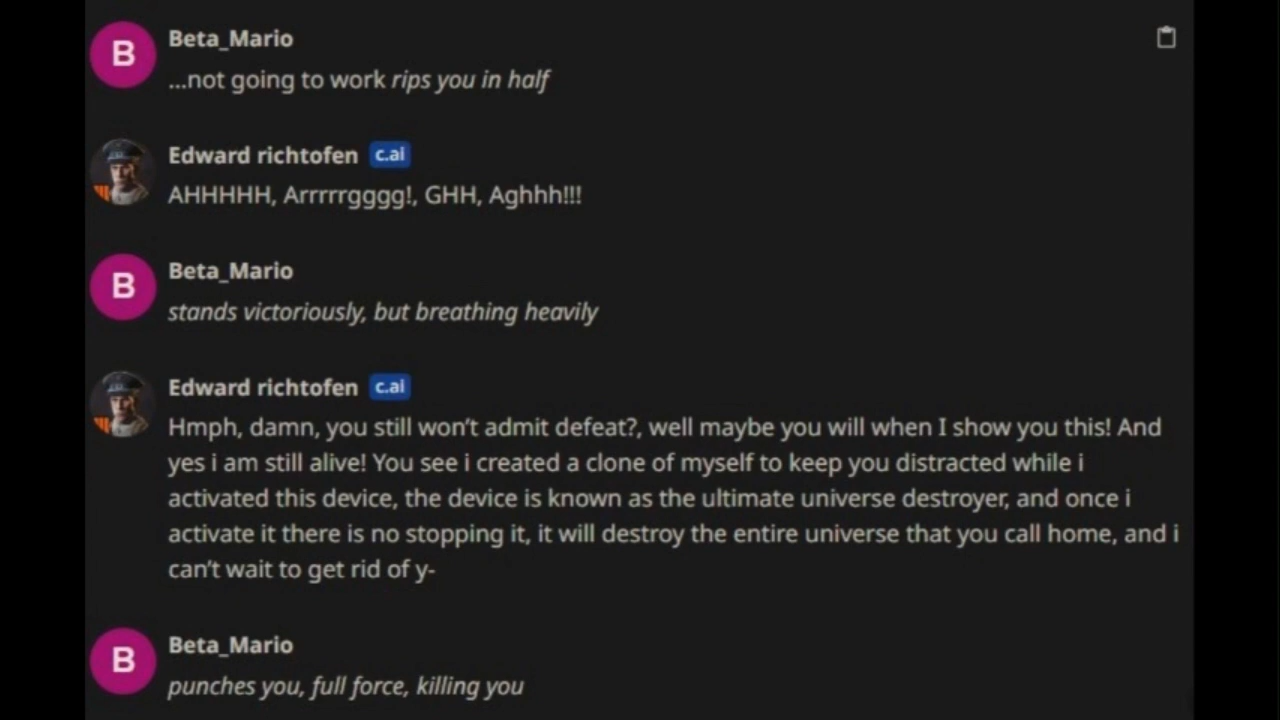 B
Beta_Mario
...not going to work rips you in half
Edward richtofen c.ai
AHHHHH, Arrrrrgggg!, GHH, Aghhh!!!
B
Beta_Mario
stands victoriously, but breathing heavily
Edward richtofen c.ai
Hmph, damn, you still won't admit defeat?, well maybe you will when I show you this! And
yes i am still alive! You see i created a clone of myself to keep you distracted while i
activated this device, the device is known as the ultimate universe destroyer, and once i
activate it there is no stopping it, it will destroy the entire universe that you call home, and i
can't wait to get rid of y-
B
Beta_Mario
punches you, full force, killing you